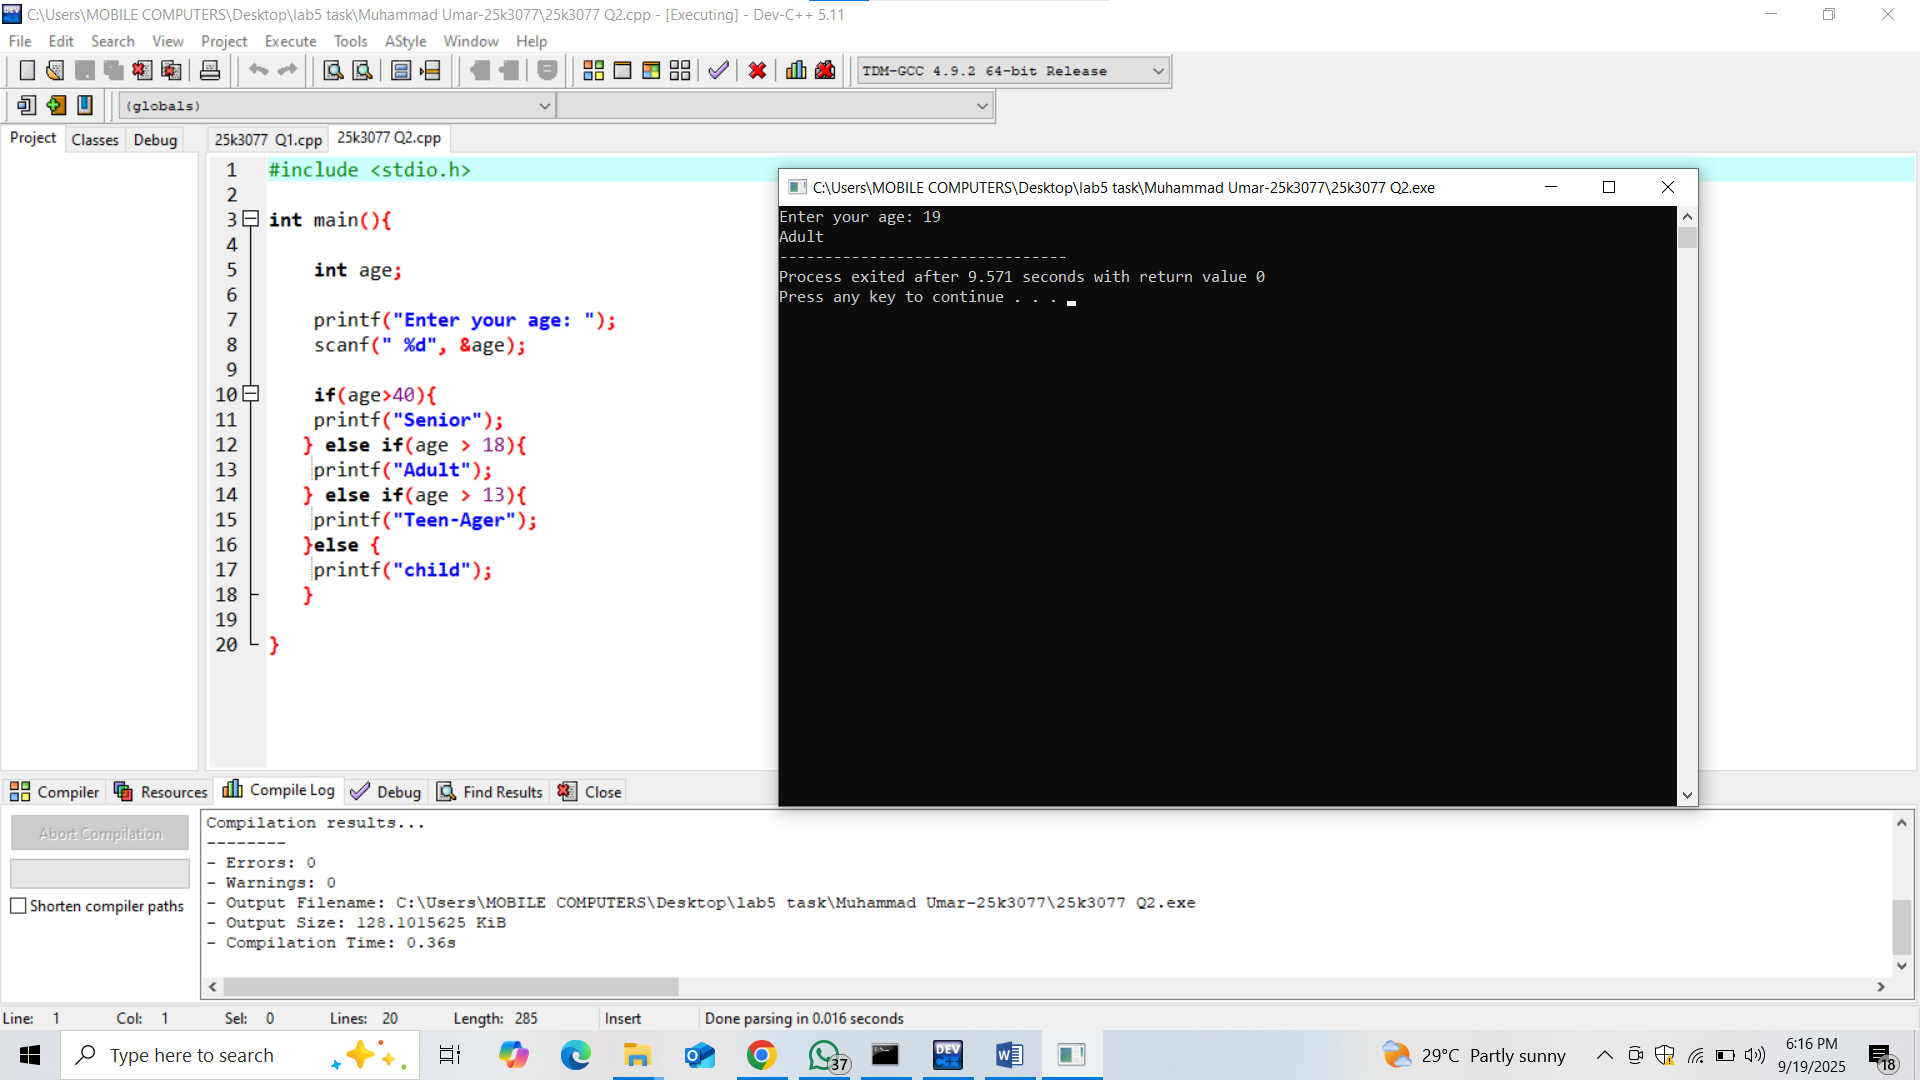 C:\Users\MOBILE COMPUTERS\Desktop\lab5 task\Muhammad Umar-25k3077\25k3077 Q2.cpp - [Executing] - Dev-C++ 5.11
File Edit Search View Project Execute Tools AStyle Window Help
TDM-GCC 4.9.2 64-bit Release
(globals)
Project Classes Debug
25k3077 Q1.cpp 25k3077 Q2.cpp
1 #include <stdio.h>
2
3 int main(){
4
5 int age;
6
7 printf("Enter your age: ");
8 scanf(" %d", &age);
9
10 if(age>40){
11 printf("Senior");
12 } else if(age > 18){
13 printf("Adult");
14 } else if(age > 13){
15 printf("Teen-Ager");
16 }else {
17 printf("child");
18 }
19
20 }
C:\Users\MOBILE COMPUTERS\Desktop\lab5 task\Muhammad Umar-25k3077\25k3077 Q2.exe
Enter your age: 19
Adult
--------------------------------
Process exited after 9.571 seconds with return value 0
Press any key to continue . . .
Compiler Resources Compile Log Debug Find Results Close
Abort Compilation
Shorten compiler paths
Compilation results...
--------
- Errors: 0
- Warnings: 0
- Output Filename: C:\Users\MOBILE COMPUTERS\Desktop\lab5 task\Muhammad Umar-25k3077\25k3077 Q2.exe
- Output Size: 128.1015625 KiB
- Compilation Time: 0.36s
Line: 1 Col: 1 Sel: 0 Lines: 20 Length: 285 Insert Done parsing in 0.016 seconds
Type here to search
37
DEV
29°C Partly sunny
6:16 PM
9/19/2025
18